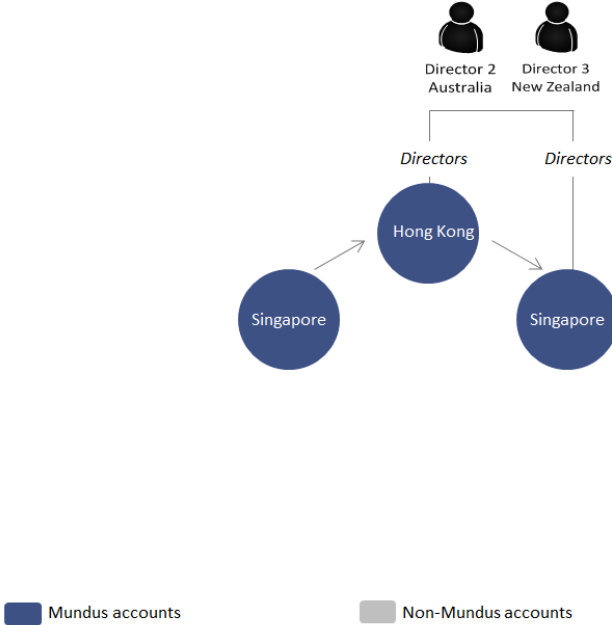 Director 2
Australia
Director 3
New Zealand
Directors
Directors
Hong Kong
Singapore
Singapore
Mundus accounts
Non-Mundus accounts